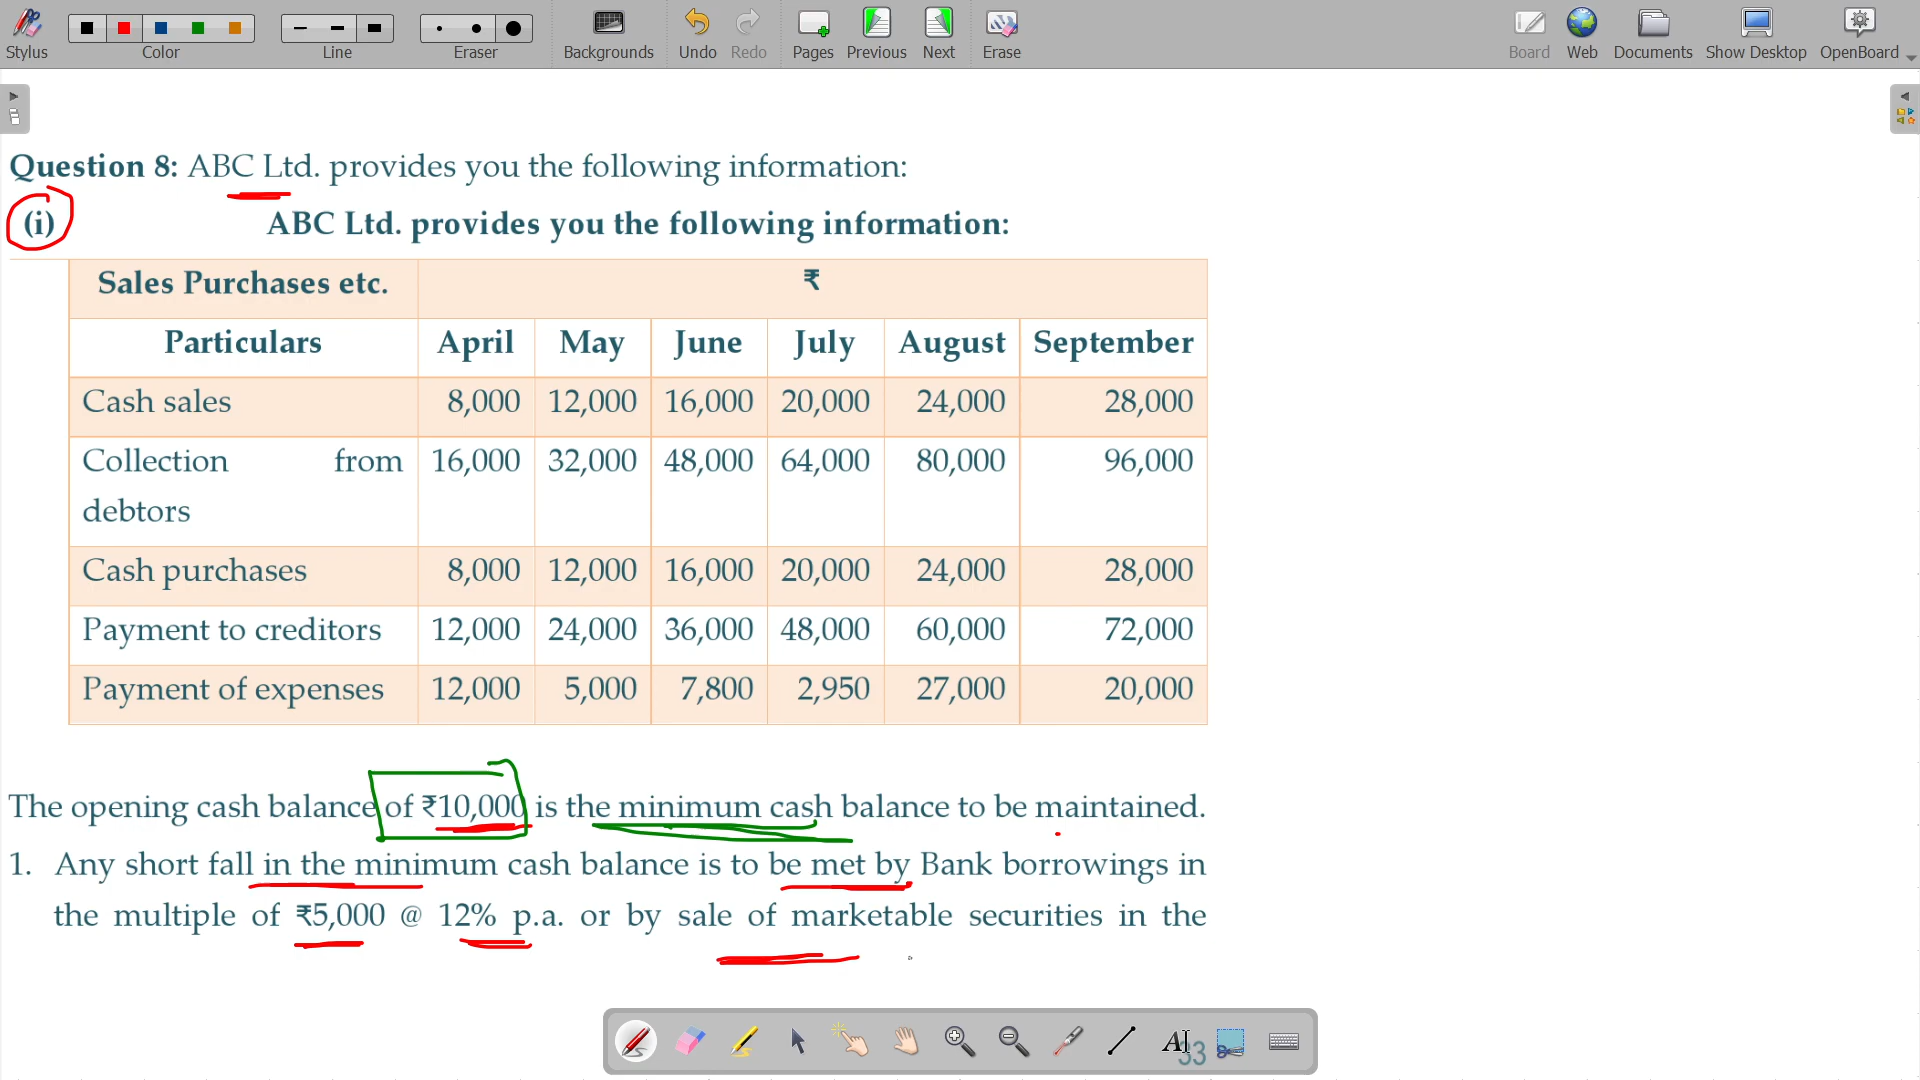 Stylus
Color
Line
Eraser
Backgrounds
Undo
Redo
Pages
Previous
Next
Erase
Board
Web
Documents
Show Desktop
OpenBoard
Question 8: ABC Ltd. provides you the following information:
(i) ABC Ltd. provides you the following information:
Sales Purchases etc. ₹
Particulars April May June July August September
Cash sales 8,000 12,000 16,000 20,000 24,000 28,000
Collection from 16,000 32,000 48,000 64,000 80,000 96,000
debtors
Cash purchases 8,000 12,000 16,000 20,000 24,000 28,000
Payment to creditors 12,000 24,000 36,000 48,000 60,000 72,000
Payment of expenses 12,000 5,000 7,800 2,950 27,000 20,000
The opening cash balance of ₹10,000 is the minimum cash balance to be maintained.
1. Any short fall in the minimum cash balance is to be met by Bank borrowings in
the multiple of ₹5,000 @ 12% p.a. or by sale of marketable securities in the
33